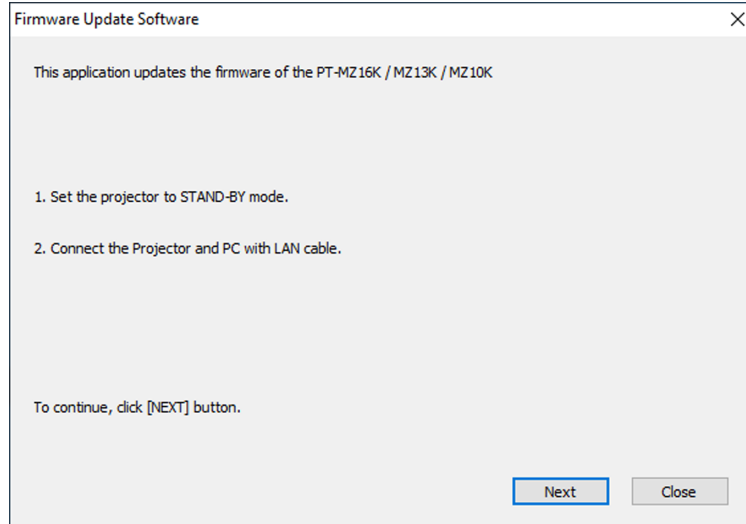 Firmware Update Software
This application updates the firmware of the PT-MZ16K / MZ13K / MZ10K
1. Set the projector to STAND-BY mode.
2. Connect the Projector and PC with LAN cable.
To continue, click [NEXT] button.
Next
Close